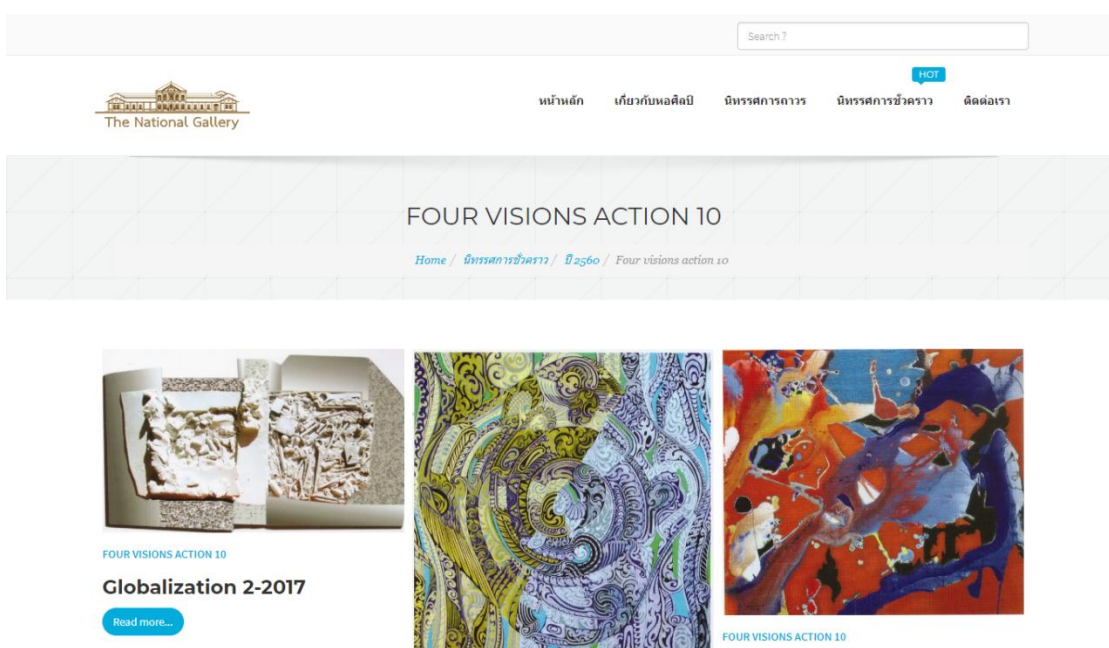 Search ?
HOT
The National Gallery
หน้าหลัก เกี่ยวกับหอศิลป์ นิทรรศการถาวร นิทรรศการชั่วคราว ติดต่อเรา
FOUR VISIONS ACTION 10
Home / นิทรรศการชั่วคราว / ปี 2560 / Four visions action 10
FOUR VISIONS ACTION 10
Globalization 2-2017
Read more...
FOUR VISIONS ACTION 10